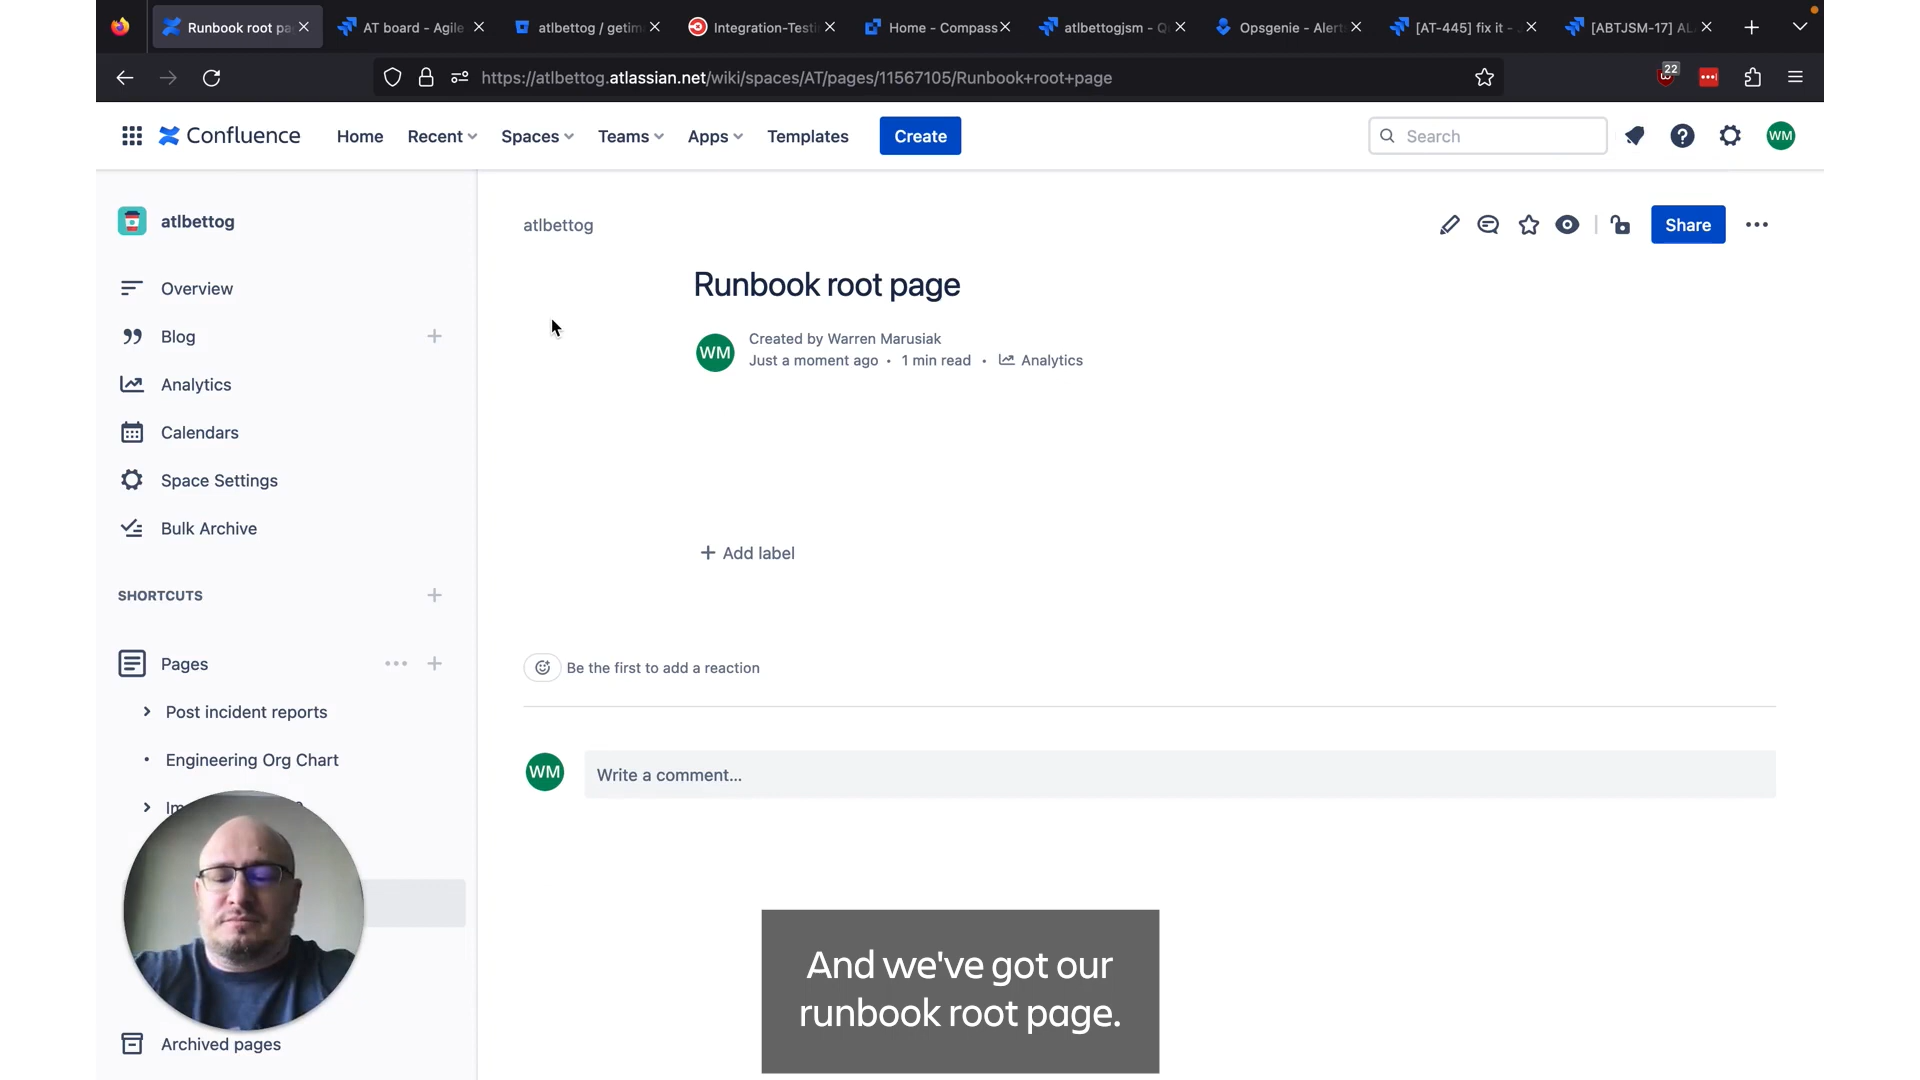 Runbook root pa
AT board - Agile
atlbettog / getim
Integration-Testi
Home - Compass
atlbettogjsm - Q
Opsgenie - Alert
[AT-445] fix it -
[ABTJSM-17] AL
https://atlbettog.atlassian.net/wiki/spaces/AT/pages/11567105/Runbook+root+page
22
Confluence
Home
Recent
Spaces
Teams
Apps
Templates
Create
Search
WM
atlbettog
Overview
Blog
Analytics
Calendars
Space Settings
Bulk Archive
SHORTCUTS
Pages
Post incident reports
Engineering Org Chart
Archived pages
atlbettog
Share
Runbook root page
WM
Created by Warren Marusiak
Just a moment ago • 1 min read • Analytics
Add label
Be the first to add a reaction
WM
Write a comment...
And we've got our
runbook root page.